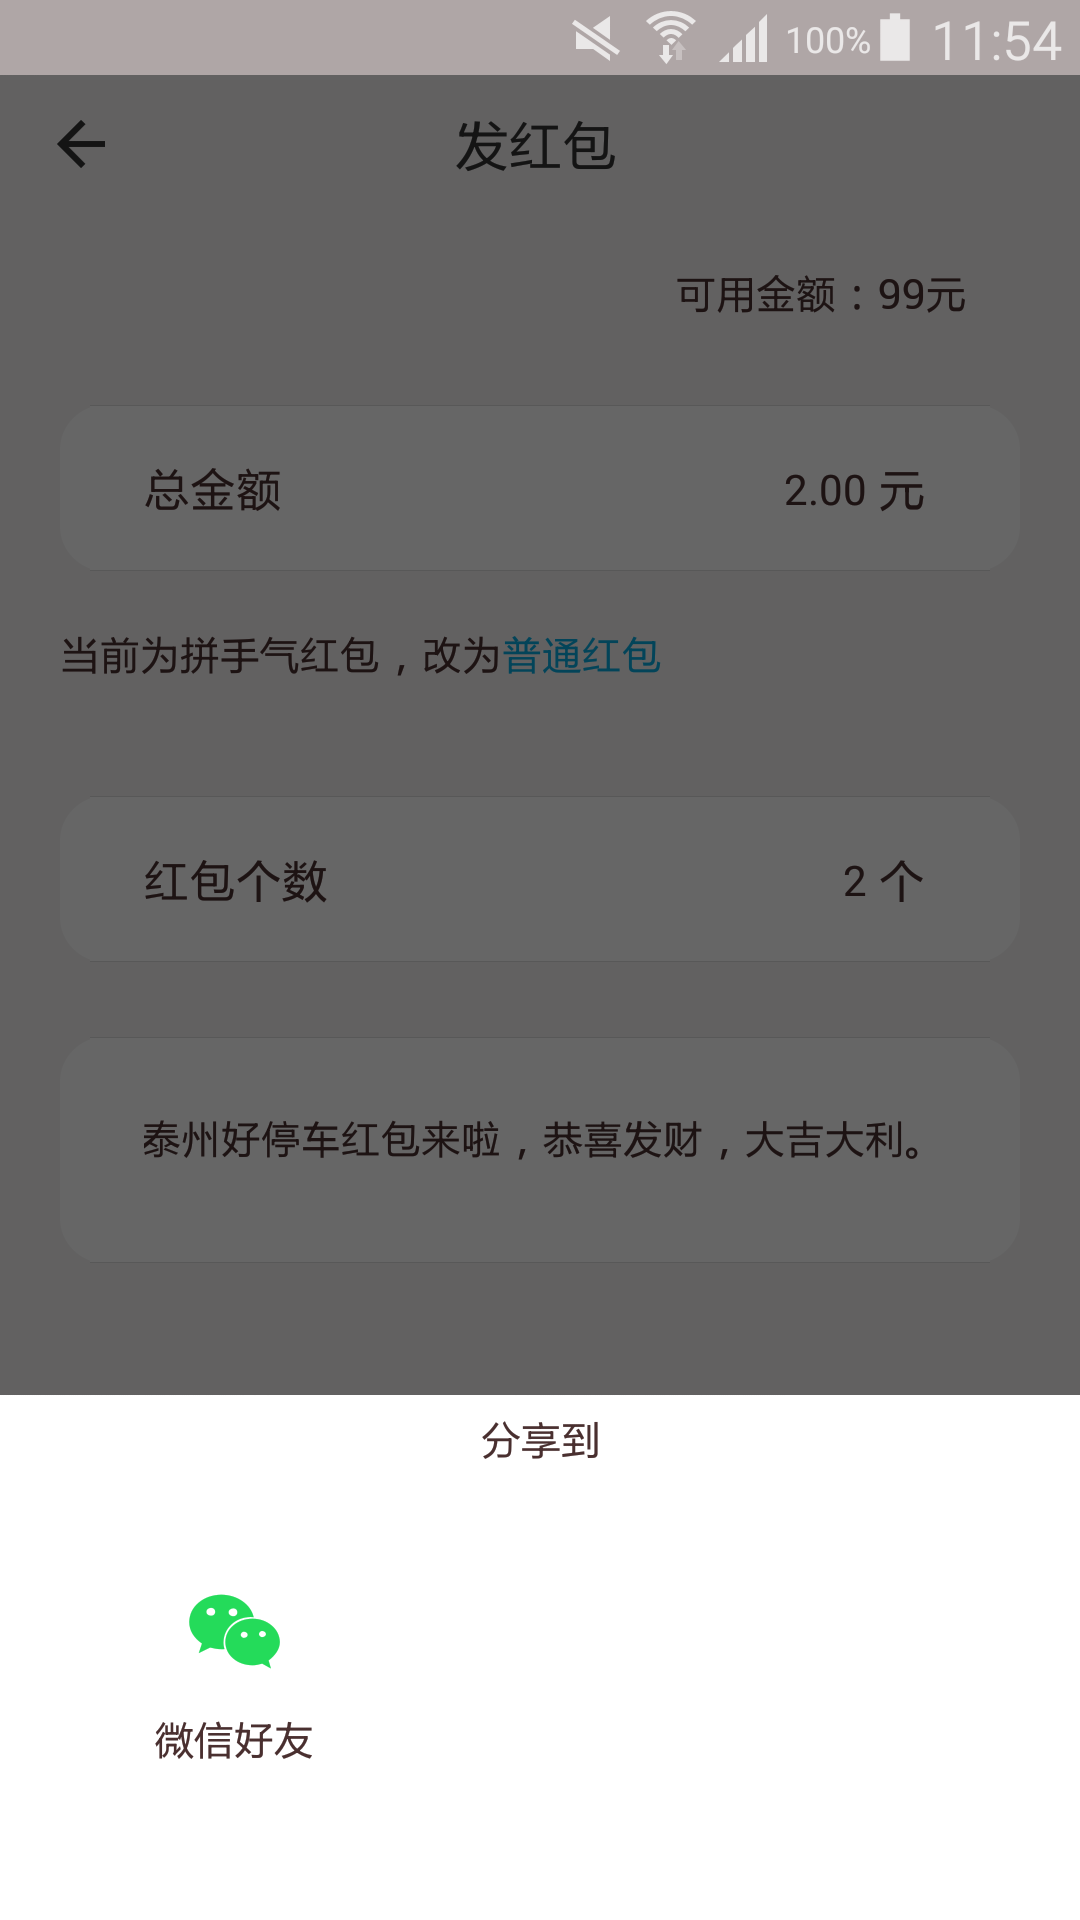 100% 11:54
发红包
可用金额：99元
总金额 2.00 元
当前为拼手气红包，改为普通红包
红包个数 2 个
泰州好停车红包来啦，恭喜发财，大吉大利。
分享到
微信好友